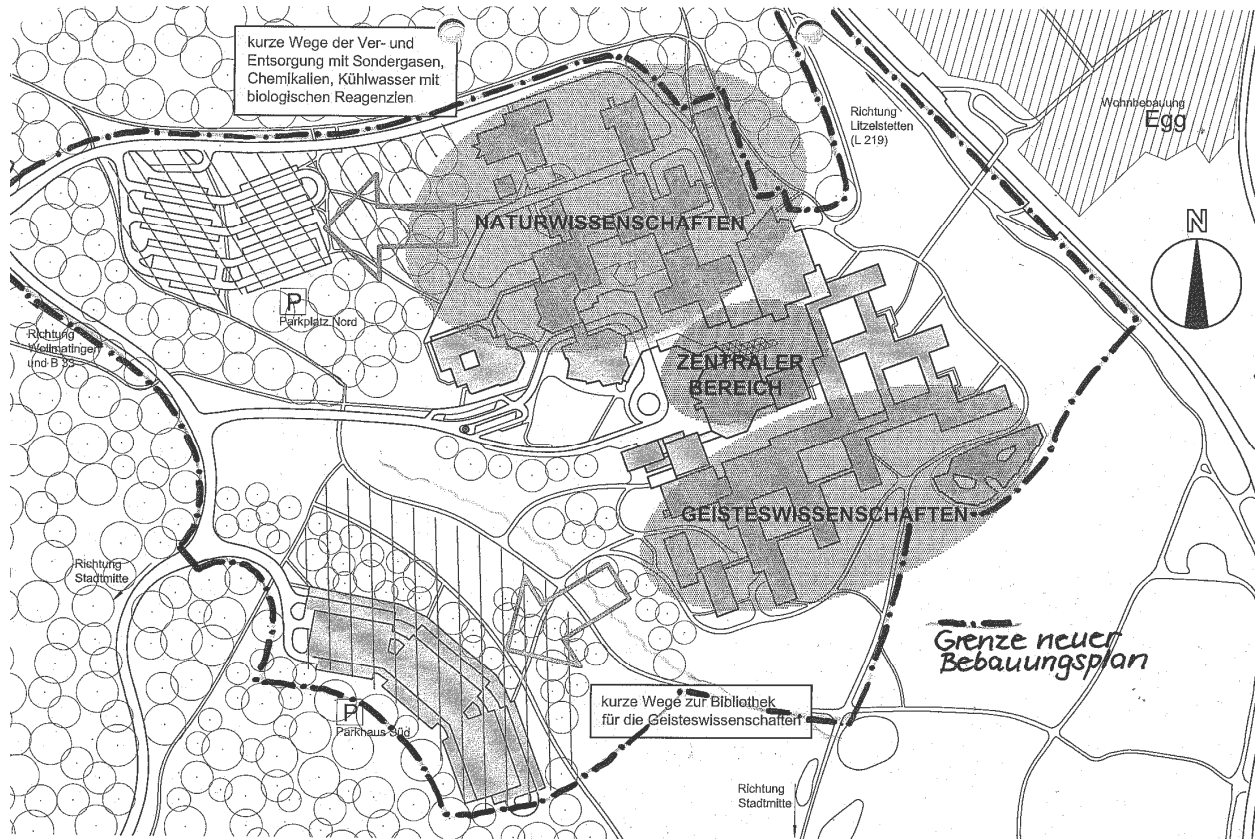 kurze Wege der Ver- und
Entsorgung mit Sondergasen,
Chemikalien, Kühlwasser mit
biologischen Reagenzien
Richtung
Litzelstetten
(L 219)
Wohnbebauung
Egg
N
NATURWISSENSCHAFTEN
P
Parkplatz Nord
Richtung
Wollmatingen
und B 33
ZENTRALER
BEREICH
GEISTESWISSENSCHAFTEN
Richtung
Stadtmitte
Grenze neuer
Bebauungsplan
kurze Wege zur Bibliothek
für die Geisteswissenschaften
P
Parkhaus Süd
Richtung
Stadtmitte